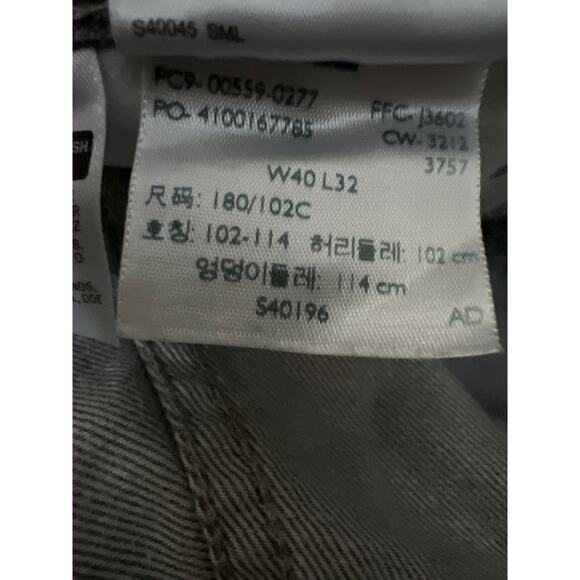 S40045 SML
PC9- 00559-0277
PO- 4100167785
FFC- J3602
CW- 3212
3757
W40 L32
尺码: 180/102C
호칭: 102-114 허리둘레: 102 cm
엉덩이둘레: 114 cm
S40196
AD
SH